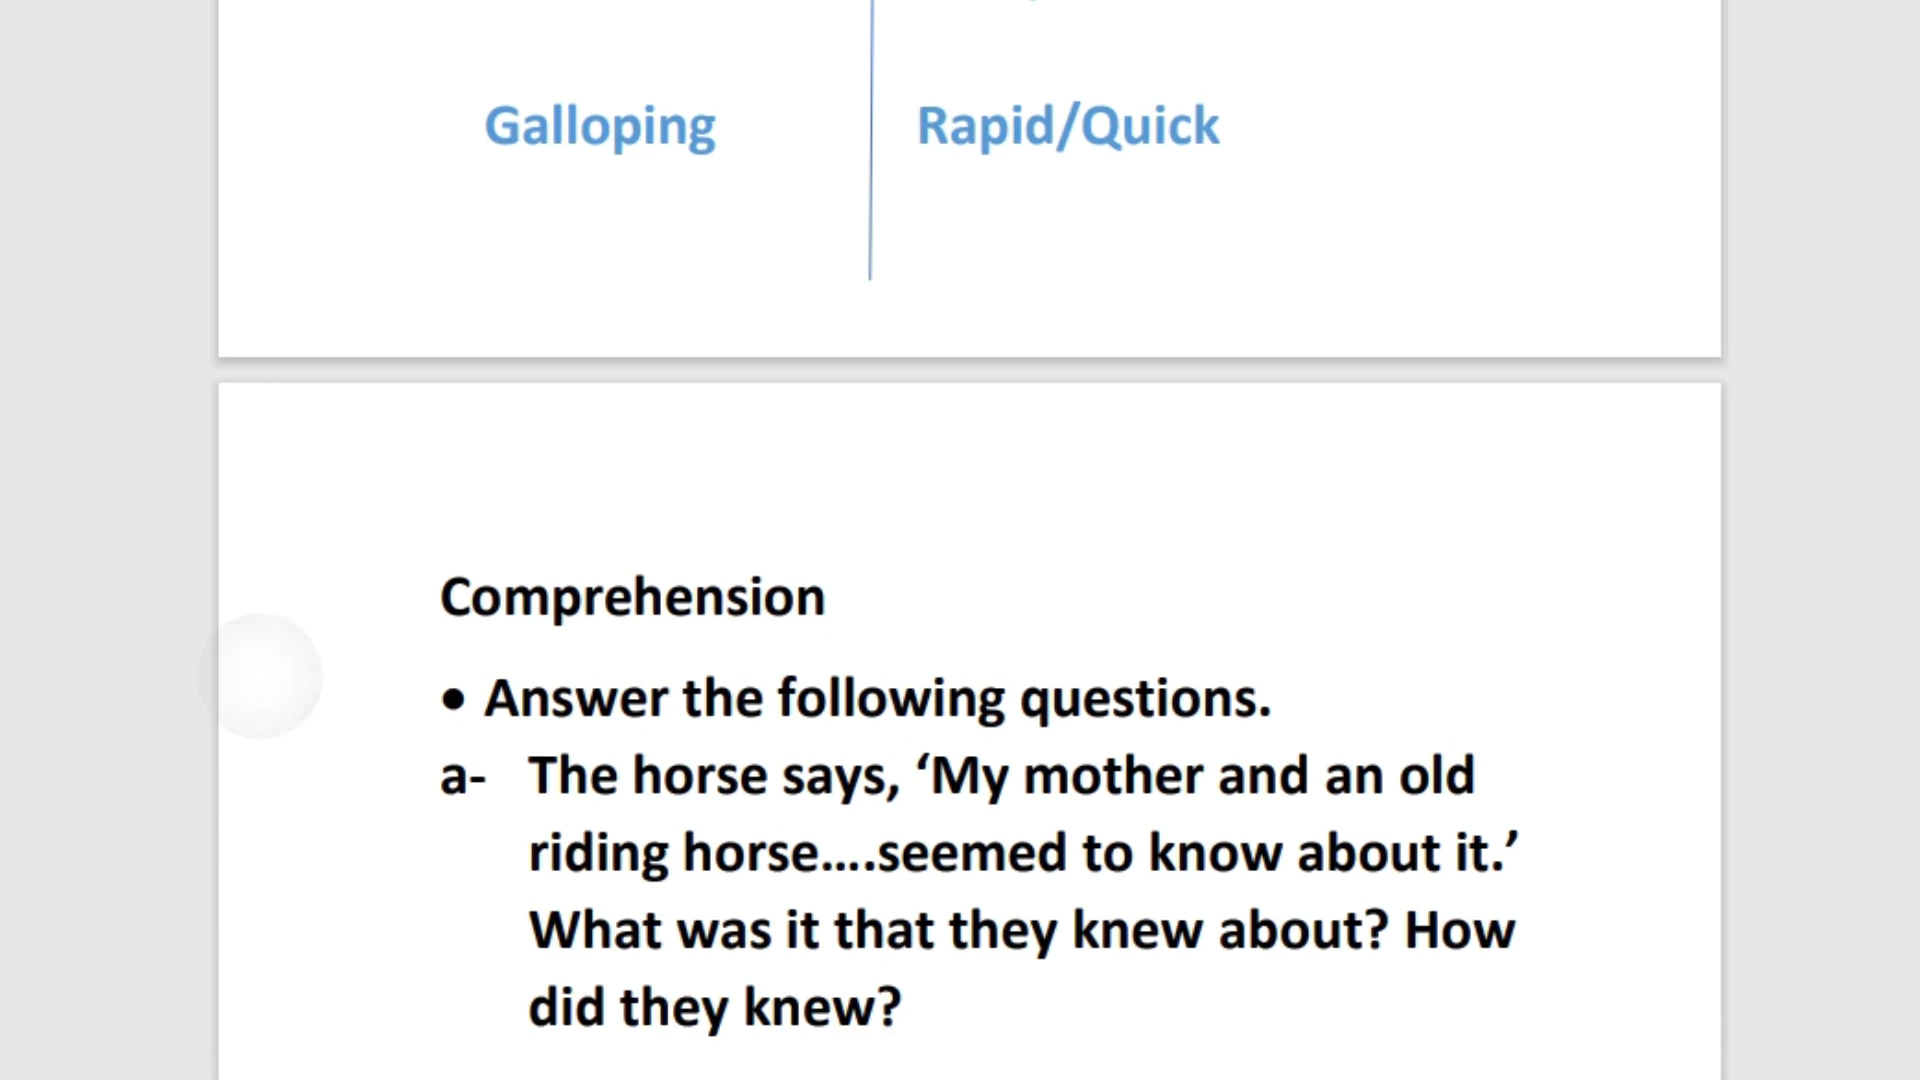 Galloping Rapid/Quick
Comprehension
• Answer the following questions.
a- The horse says, ‘My mother and an old
riding horse....seemed to know about it.’
What was it that they knew about? How
did they knew?